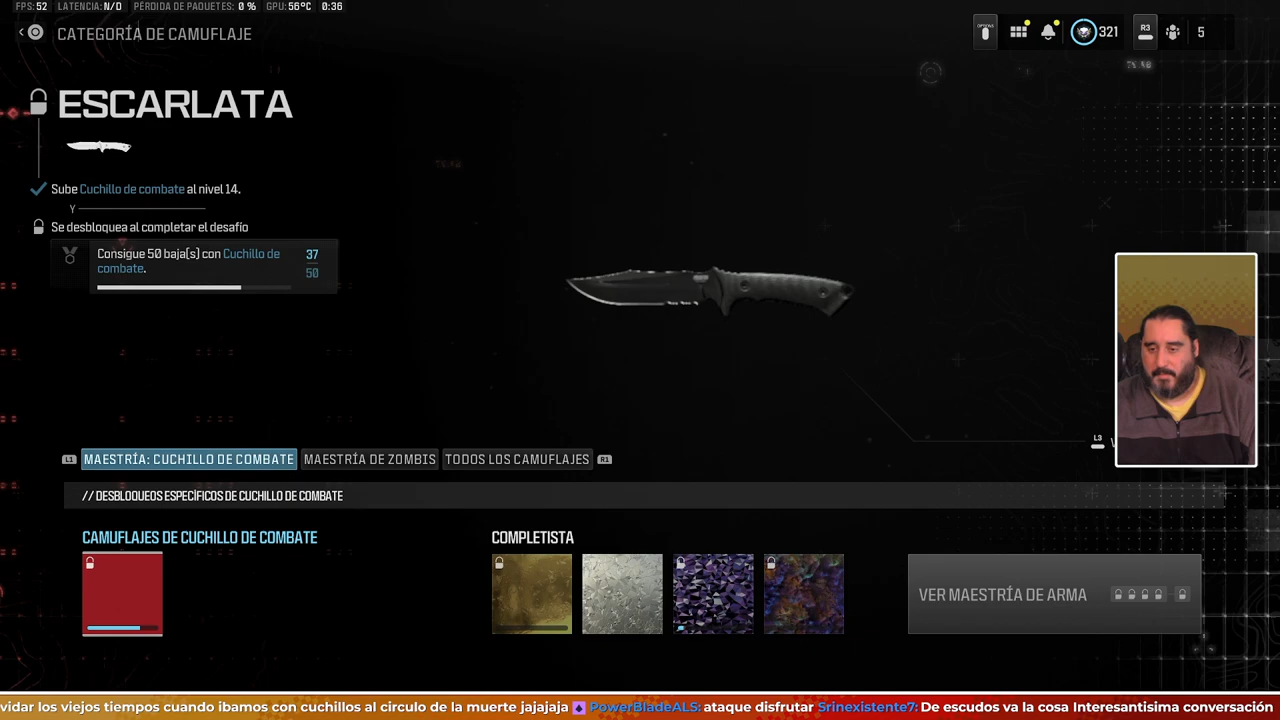 FPS: 52 LATENCIA: N/D PÉRDIDA DE PAQUETES: 0 % GPU: 56°C 0:36
CATEGORÍA DE CAMUFLAJE
OPTIONS
321
R3
5
ESCARLATA
Sube Cuchillo de combate al nivel 14.
Y
Se desbloquea al completar el desafío
Consigue 50 baja(s) con Cuchillo de 37
combate. 50
L3
L1 MAESTRÍA: CUCHILLO DE COMBATE MAESTRÍA DE ZOMBIS TODOS LOS CAMUFLAJES R1
// DESBLOQUEOS ESPECÍFICOS DE CUCHILLO DE COMBATE
CAMUFLAJES DE CUCHILLO DE COMBATE COMPLETISTA
VER MAESTRÍA DE ARMA
vidar los viejos tiempos cuando ibamos con cuchillos al circulo de la muerte jajajaja PowerBladeALS: ataque disfrutar Srinexistente7: De escudos va la cosa Interesantisima conversación